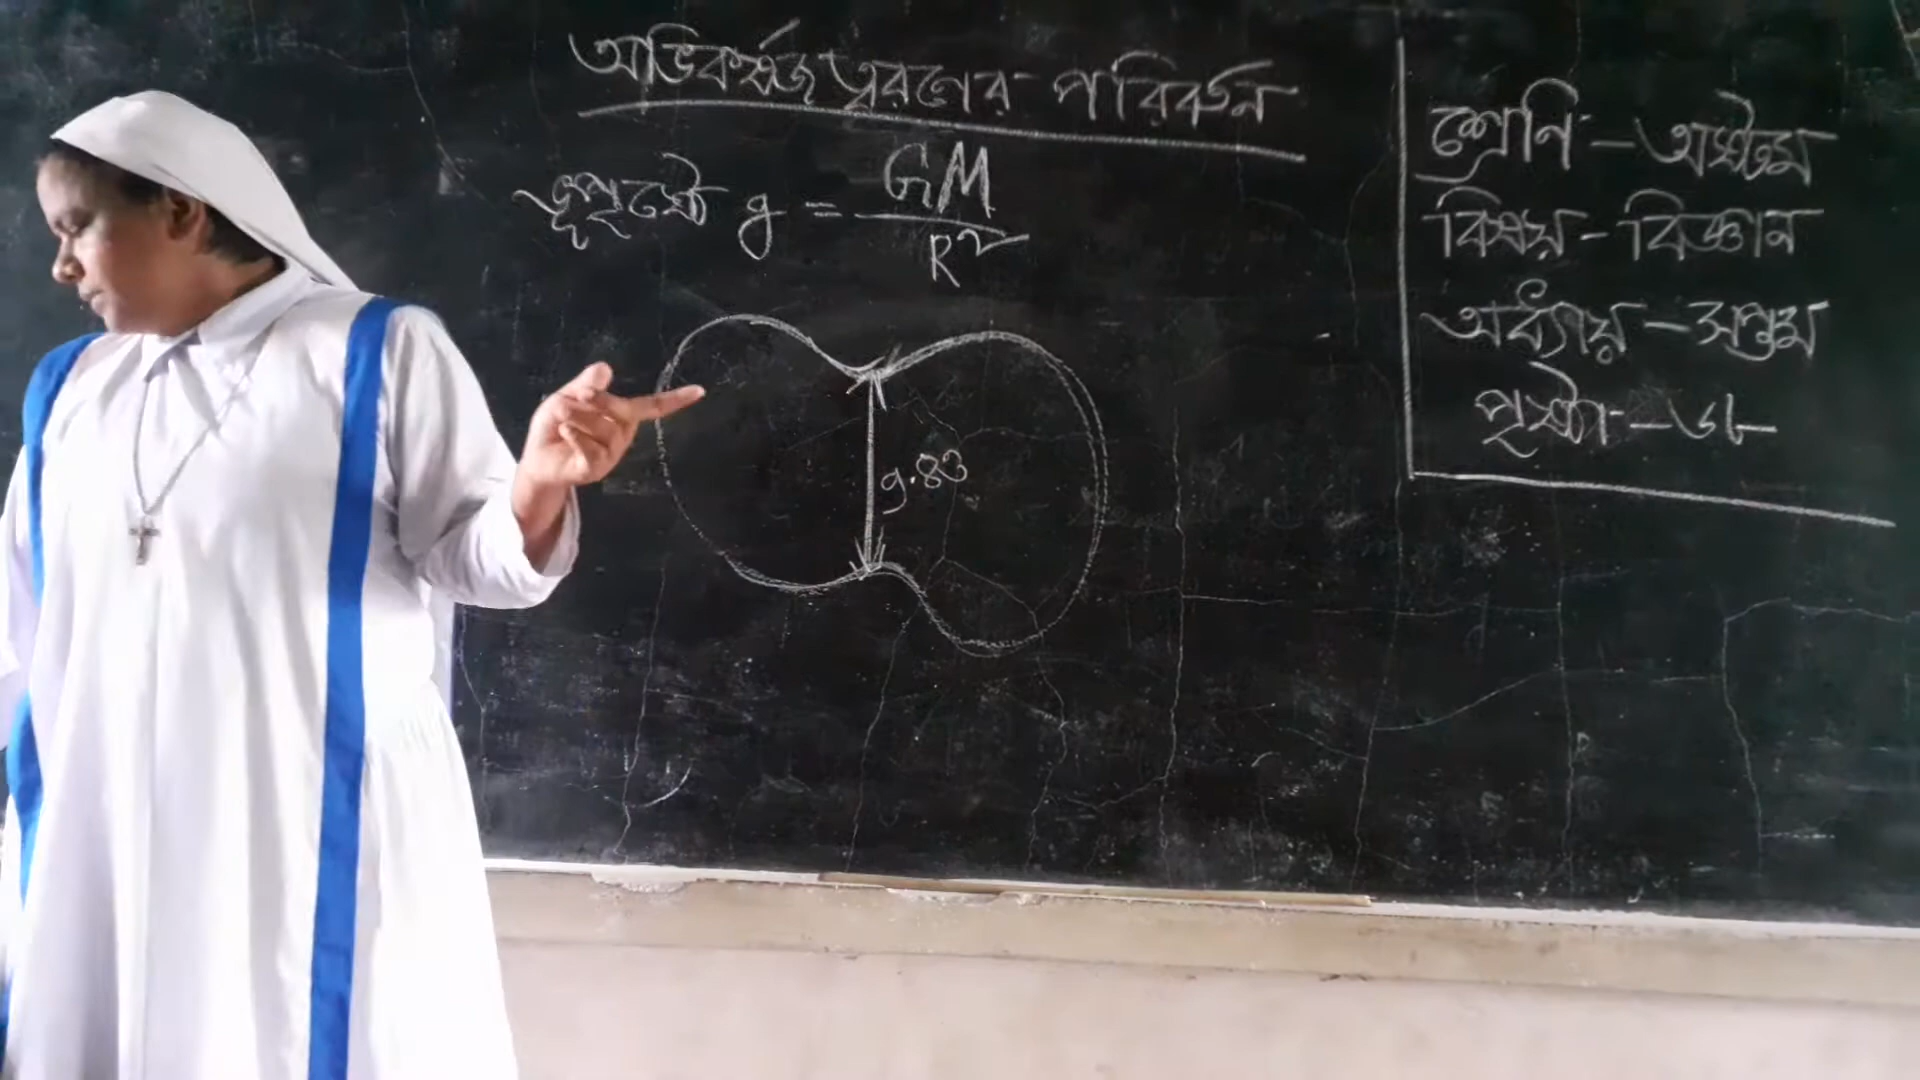 অভিকর্ষজ ত্বরণের পরিবর্তন
ভূপৃষ্ঠে g = GM
R²
9.83
শ্রেণি - অষ্টম
বিষয় - বিজ্ঞান
অধ্যায় - সপ্তম
পৃষ্ঠা - ৬৮